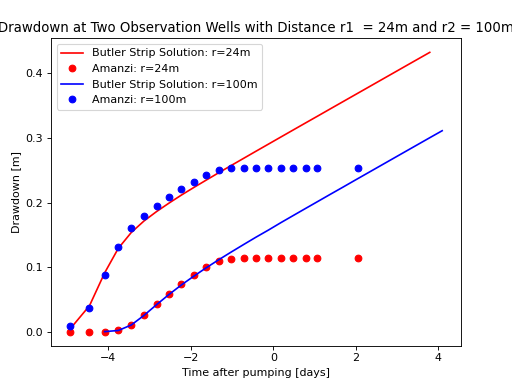 Drawdown at Two Observation Wells with Distance r1  = 24m and r2 = 100m
Butler Strip Solution: r=24m
Amanzi: r=24m
Butler Strip Solution: r=100m
Amanzi: r=100m
Drawdown [m]
0.4
0.3
0.2
0.1
0.0
−4
−2
0
2
4
Time after pumping [days]